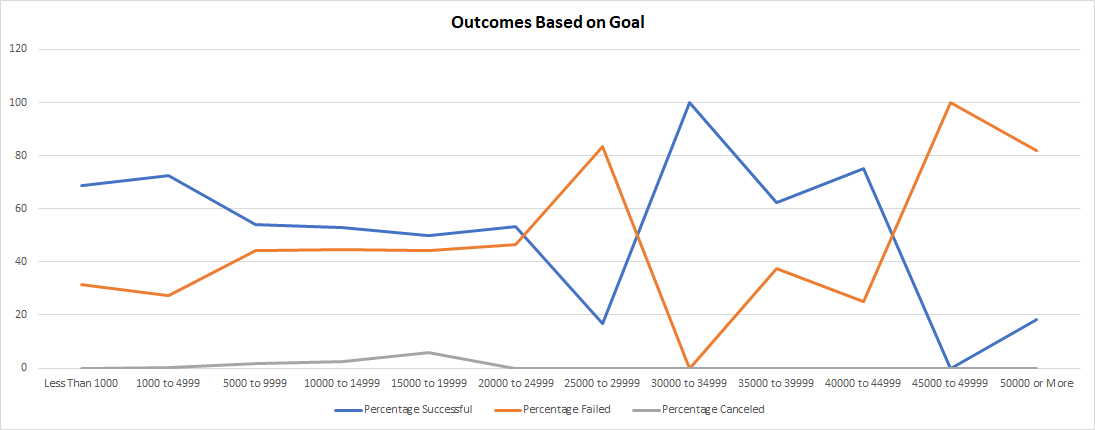 Outcomes Based on Goal
120
100
80
60
40
20
0
Less Than 1000 1000 to 4999 5000 to 9999 10000 to 14999 15000 to 19999 20000 to 24999 25000 to 29999 30000 to 34999 35000 to 39999 40000 to 44999 45000 to 49999 50000 or More
Percentage Successful Percentage Failed Percentage Canceled